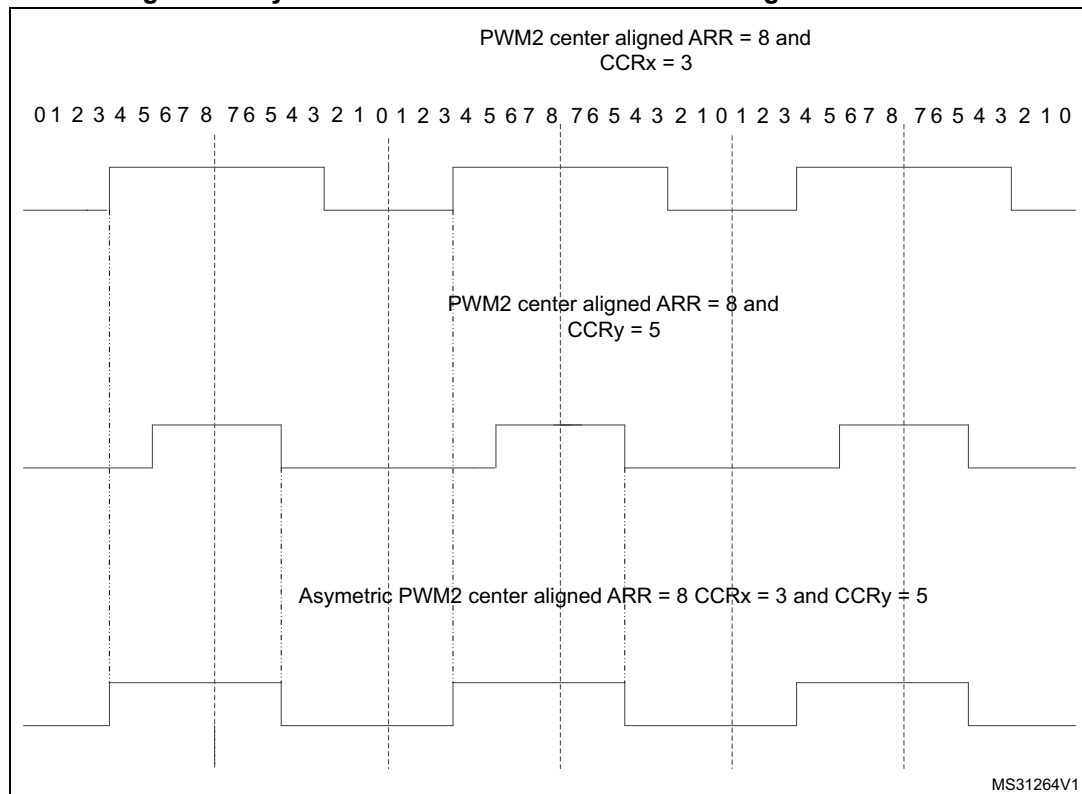 PWM2 center aligned ARR = 8 and
CCRx = 3
0 1 2 3 4 5 6 7 8 7 6 5 4 3 2 1 0 1 2 3 4 5 6 7 8 7 6 5 4 3 2 1 0 1 2 3 4 5 6 7 8 7 6 5 4 3 2 1 0
PWM2 center aligned ARR = 8 and
CCRy = 5
Asymetric PWM2 center aligned ARR = 8 CCRx = 3 and CCRy = 5
MS31264V1